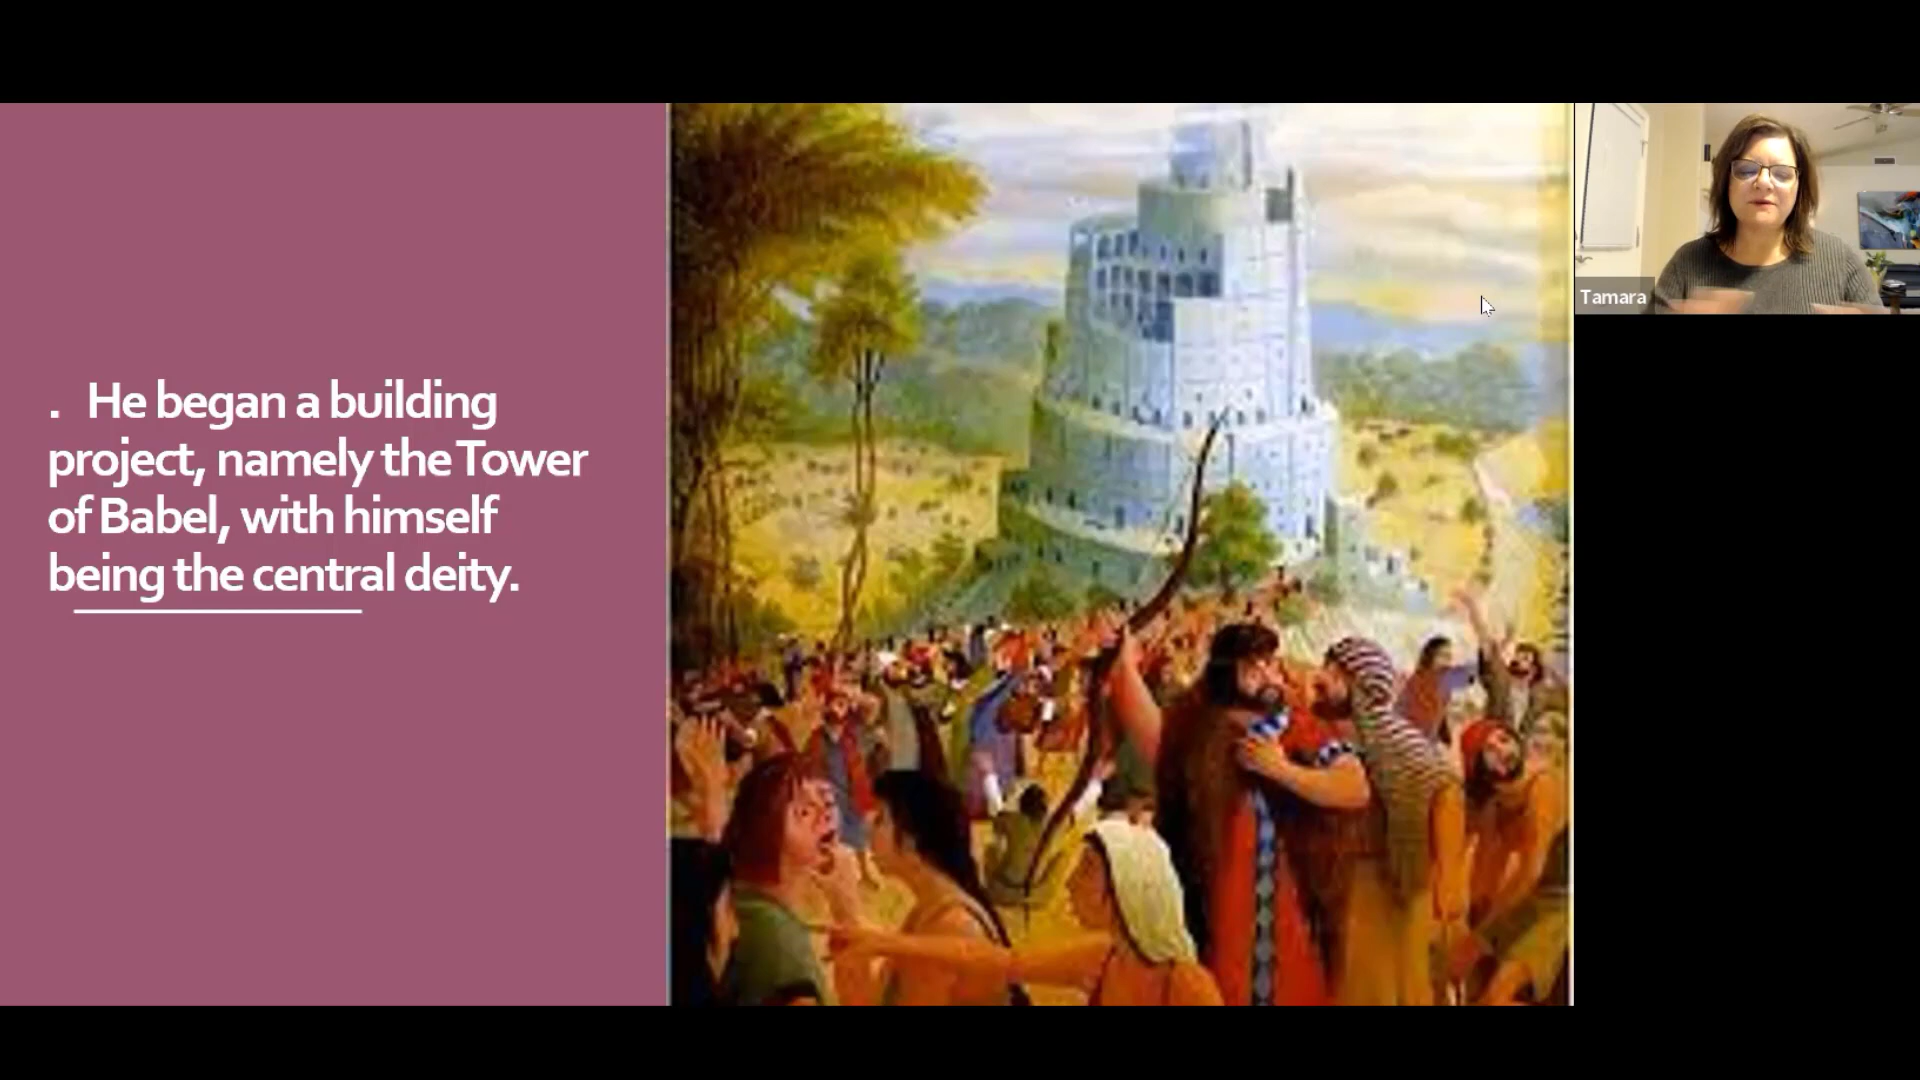 . He began a building
project, namely the Tower
of Babel, with himself
being the central deity.
Tamara